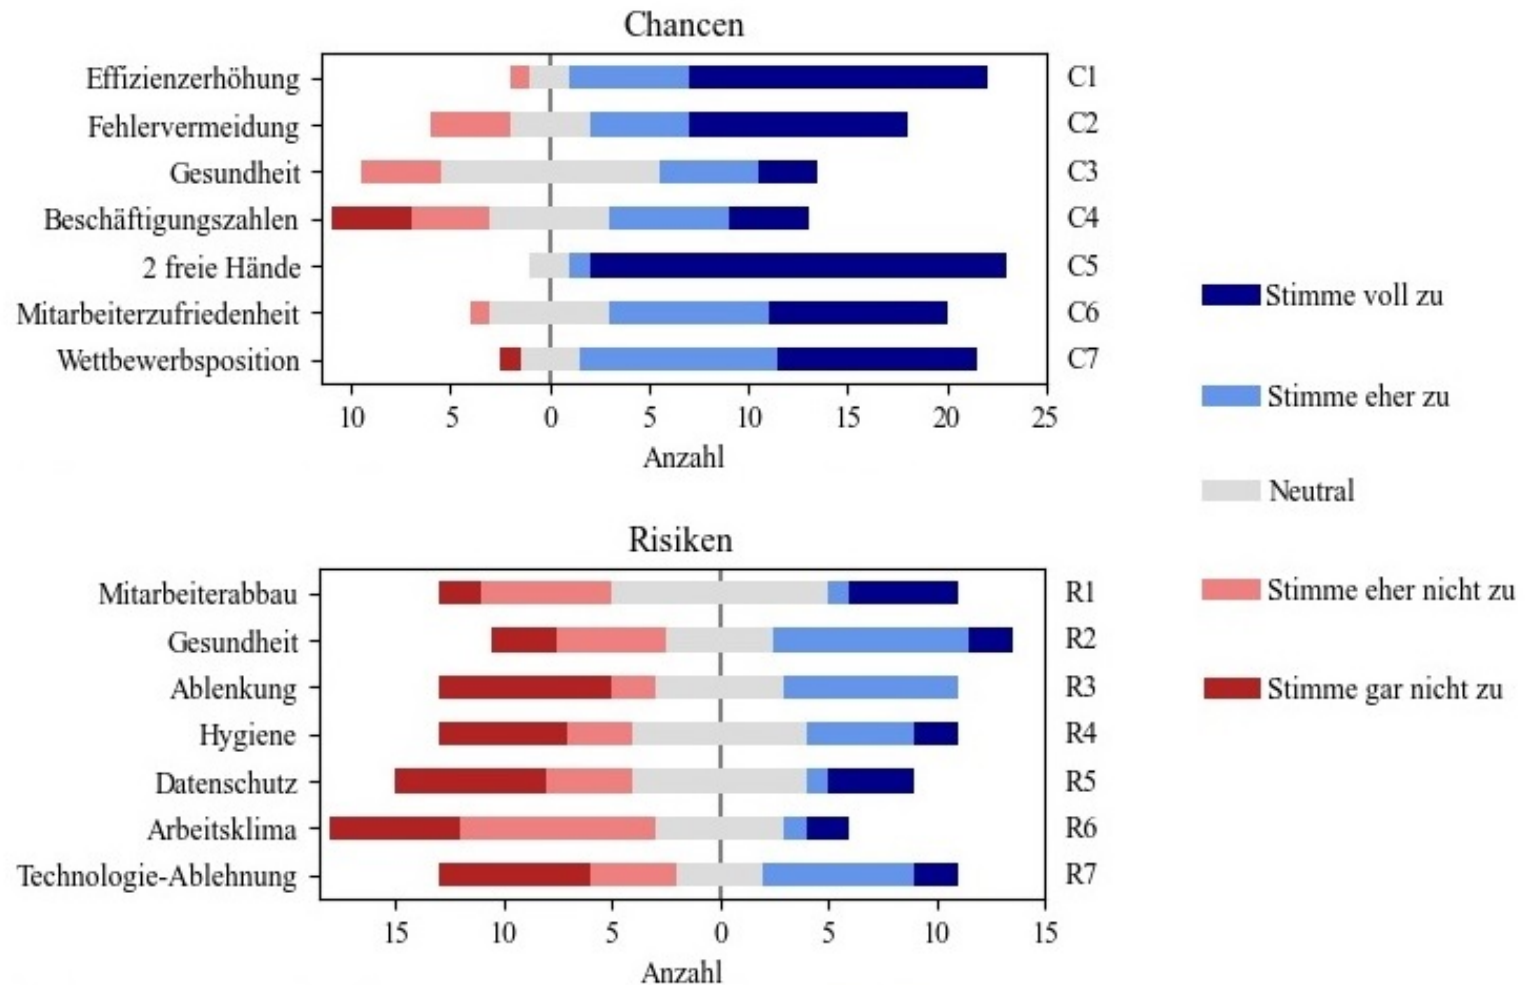 Chancen
Effizienzerhöhung C1
Fehlervermeidung C2
Gesundheit C3
Beschäftigungszahlen C4
2 freie Hände C5
Mitarbeiterzufriedenheit C6
Wettbewerbsposition C7
10 5 0 5 10 15 20 25
Anzahl
Stimme voll zu
Stimme eher zu
Neutral
Stimme eher nicht zu
Stimme gar nicht zu
Risiken
Mitarbeiterabbau R1
Gesundheit R2
Ablenkung R3
Hygiene R4
Datenschutz R5
Arbeitsklima R6
Technologie-Ablehnung R7
15 10 5 0 5 10 15
Anzahl